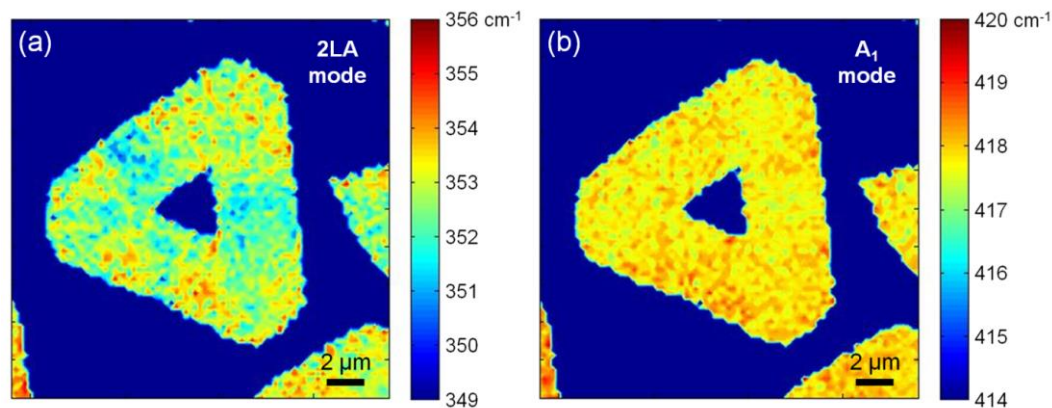 (a)
2LA
mode
2 µm
356 cm⁻¹
355
354
353
352
351
350
349
(b)
A₁
mode
2 µm
420 cm⁻¹
419
418
417
416
415
414